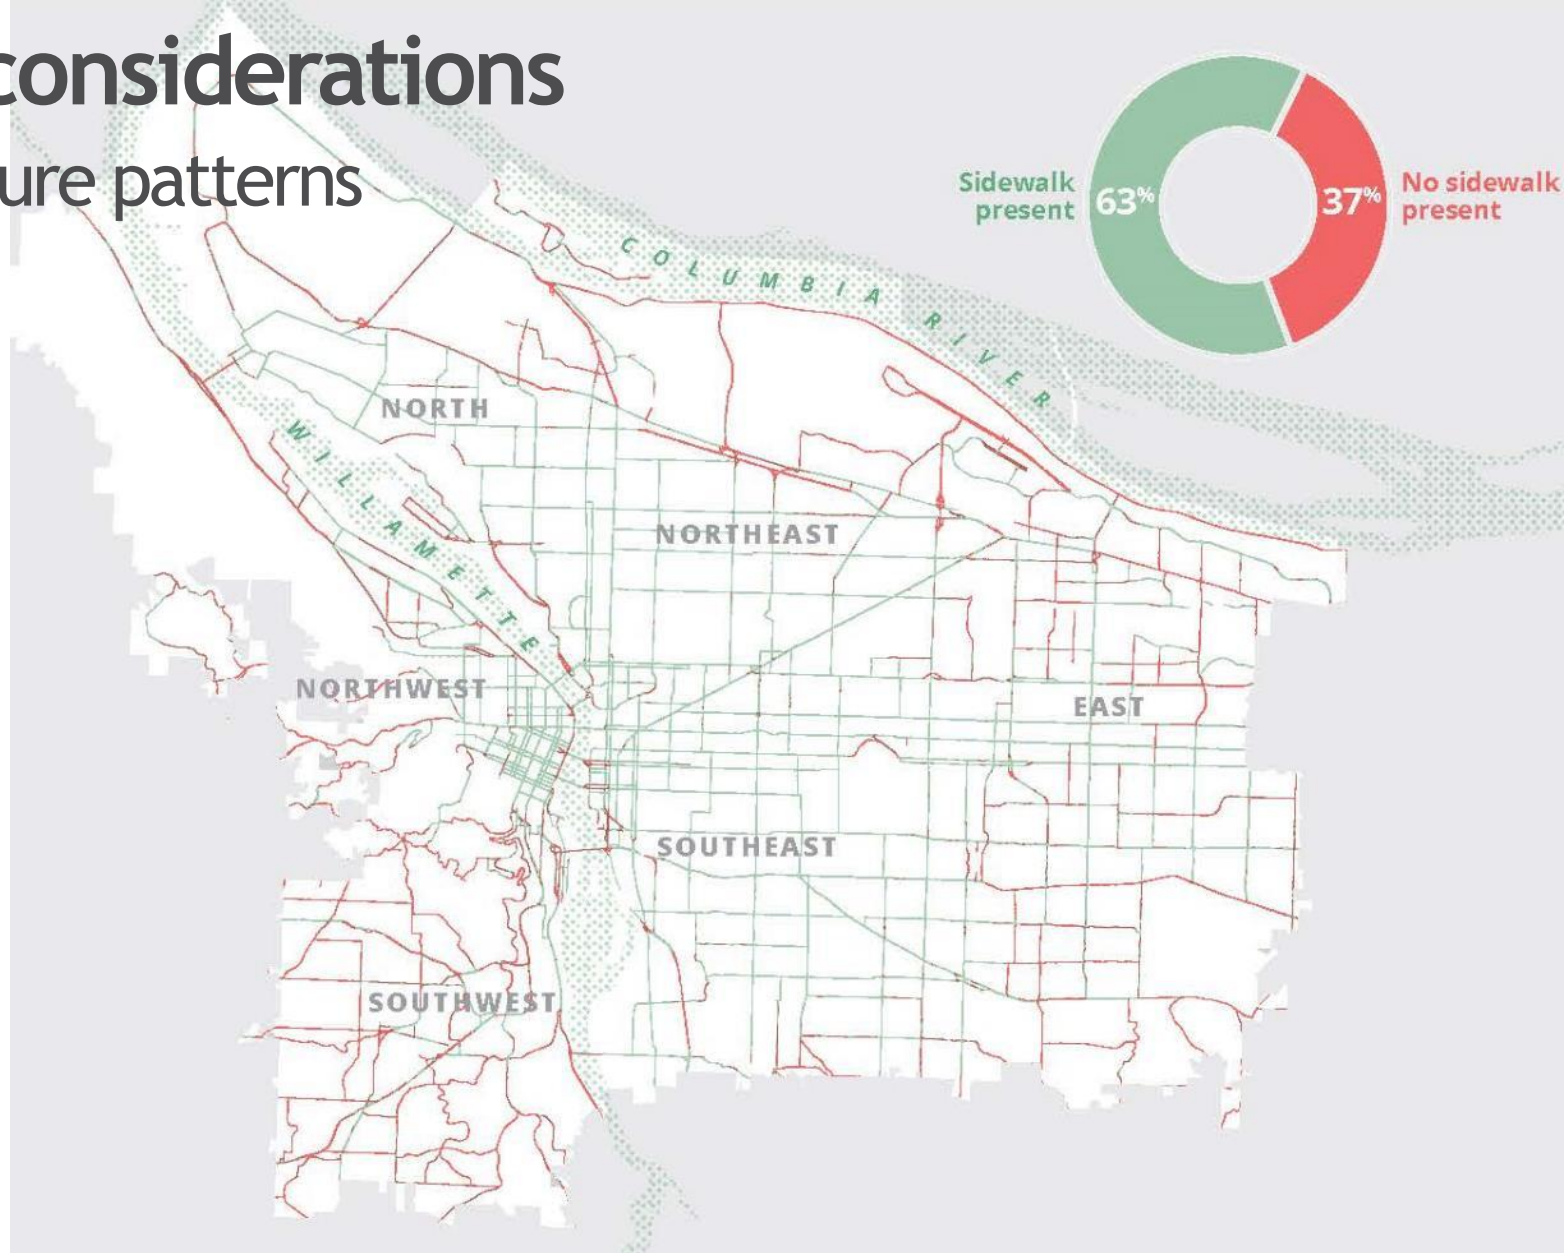 considerations
ure patterns
Sidewalk
present
63%
37%
No sidewalk
present
COLUMBIA RIVER
NORTH
WILLAMETTE
NORTHEAST
NORTHWEST
EAST
SOUTHEAST
SOUTHWEST